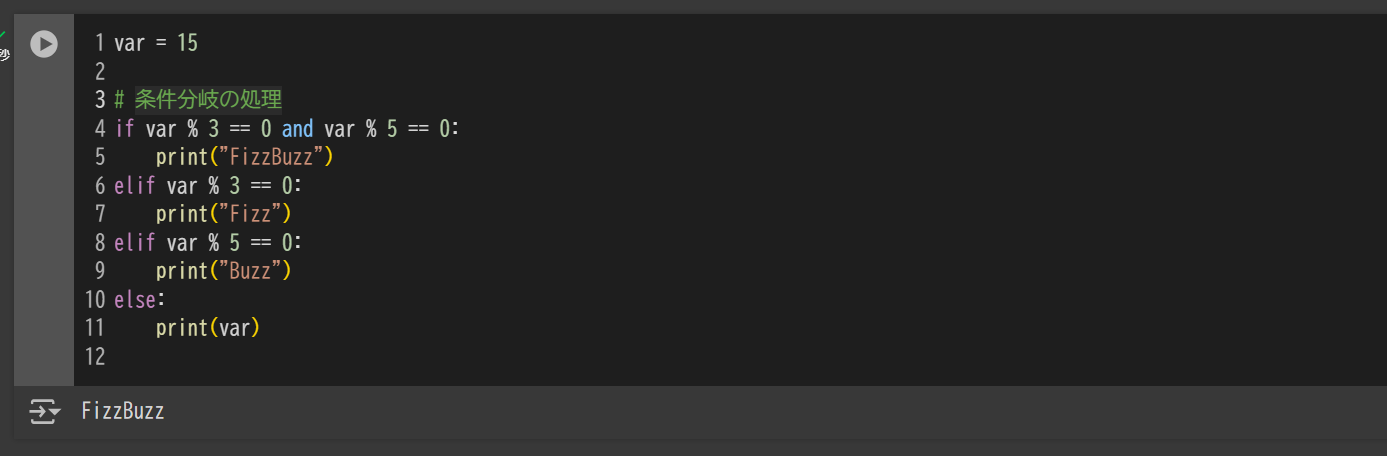 1 var = 15
2
3 # 条件分岐の処理
4 if var % 3 == 0 and var % 5 == 0:
5     print("FizzBuzz")
6 elif var % 3 == 0:
7     print("Fizz")
8 elif var % 5 == 0:
9     print("Buzz")
10 else:
11     print(var)
12
秒
FizzBuzz